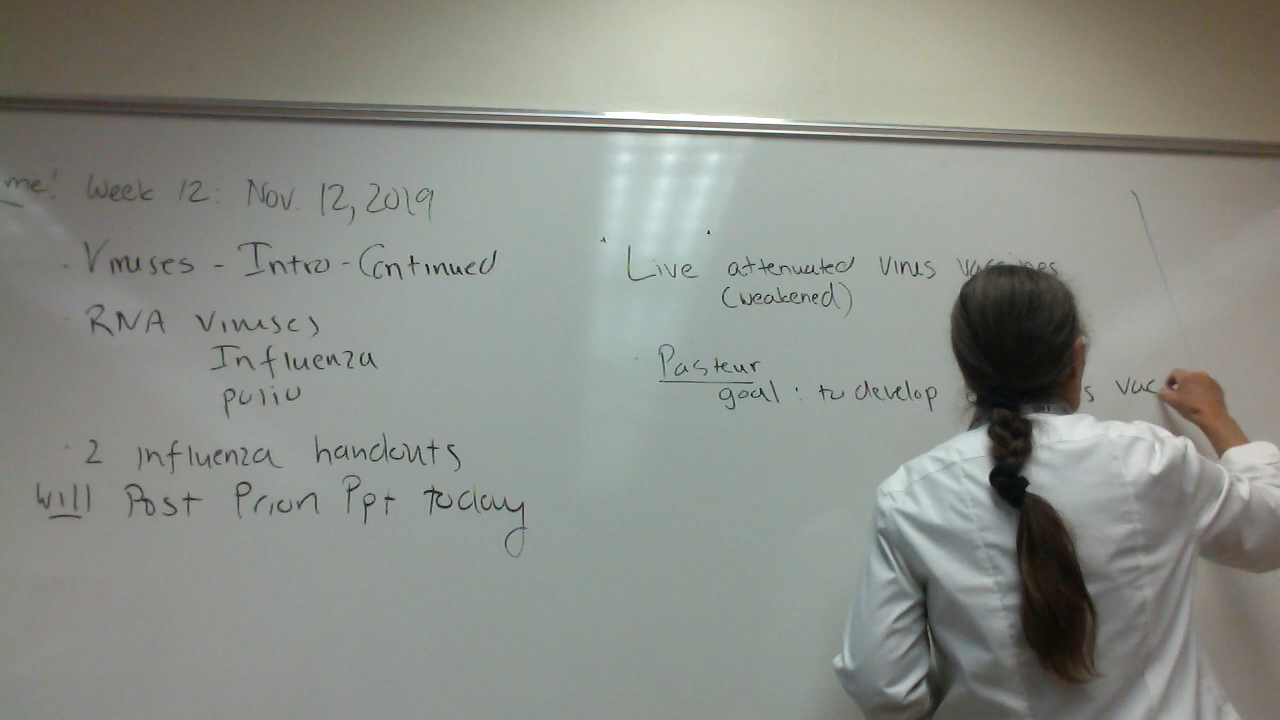 me! Week 12: Nov. 12, 2019
· Viruses - Intro - Continued
· RNA Viruses
Influenza
polio
· 2 influenza handouts
Will Post Prion Ppt today
"Live" attenuated virus vaccines
(weakened)
· Pasteur
goal: to develop s vac